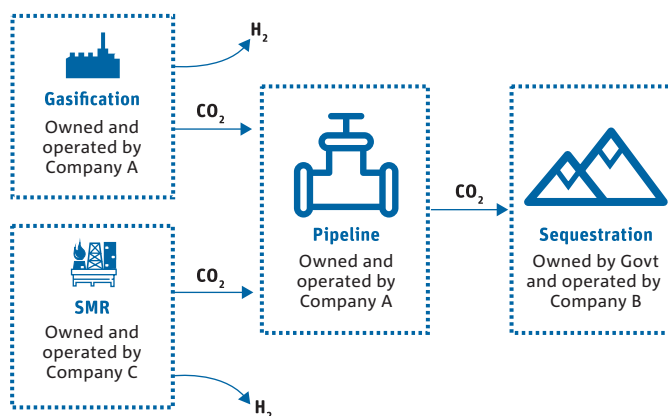 H₂
Gasification
Owned and
operated by
Company A
CO₂
Pipeline
Owned and
operated by
Company A
CO₂
Sequestration
Owned by Govt
and operated by
Company B
SMR
Owned and
operated by
Company C
CO₂
H₂